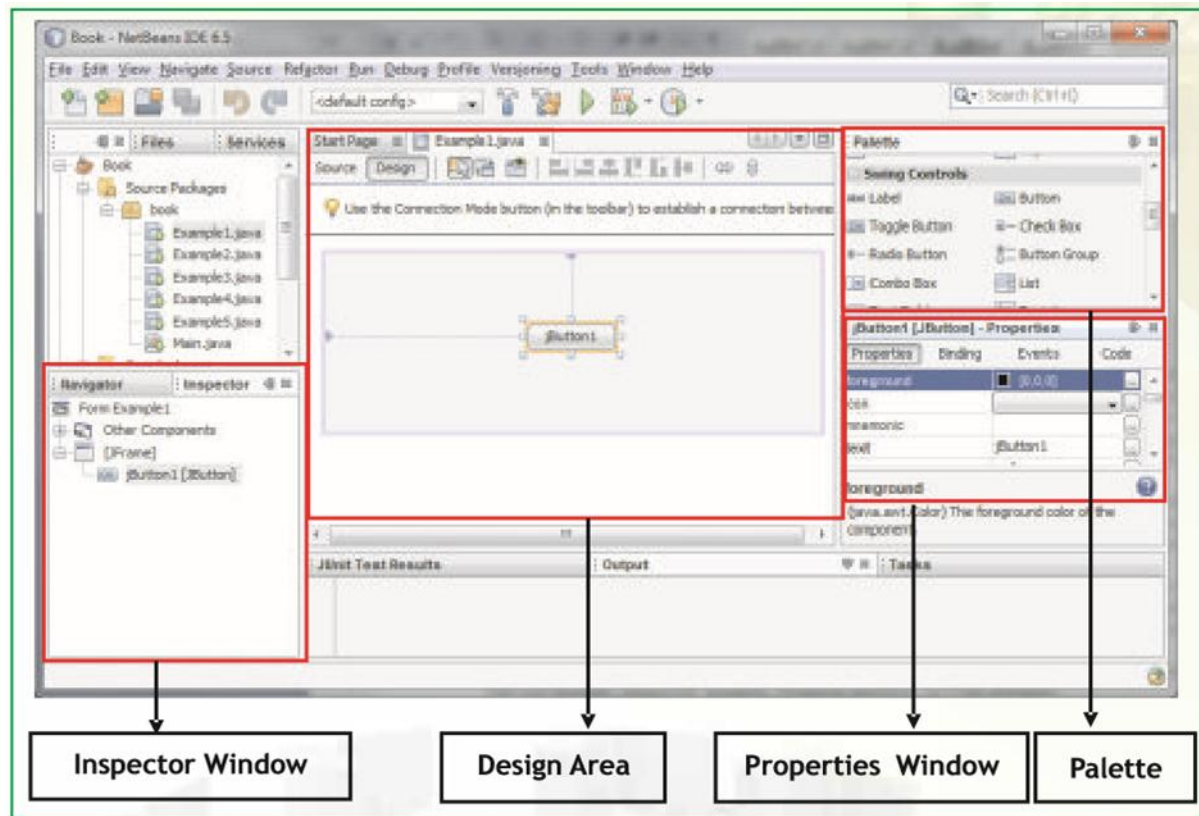 Book - NetBeans IDE 6.5
File Edit View Navigate Source Refactor Run Debug Profile Versioning Tools Window Help
<default config>
Search (Ctrl+I)
Files Services
Book
Source Packages
book
Example1.java
Example2.java
Example3.java
Example4.java
Example5.java
Main.java
Navigator Inspector
Form Example1
Other Components
[JFrame]
jButton1 [JButton]
Start Page Example1.java
Source Design
Use the Connection Mode button (in the toolbar) to establish a connection betwee
jButton1
Palette
Swing Controls
Label Button
Toggle Button Check Box
Radio Button Button Group
Combo Box List
jButton1 [JButton] - Properties
Properties Binding Events Code
foreground [0,0,0]
icon
mnemonic
text jButton1
foreground
(java.awt.Color) The foreground color of the
component.
JUnit Test Results Output Tasks
Inspector Window Design Area Properties Window Palette